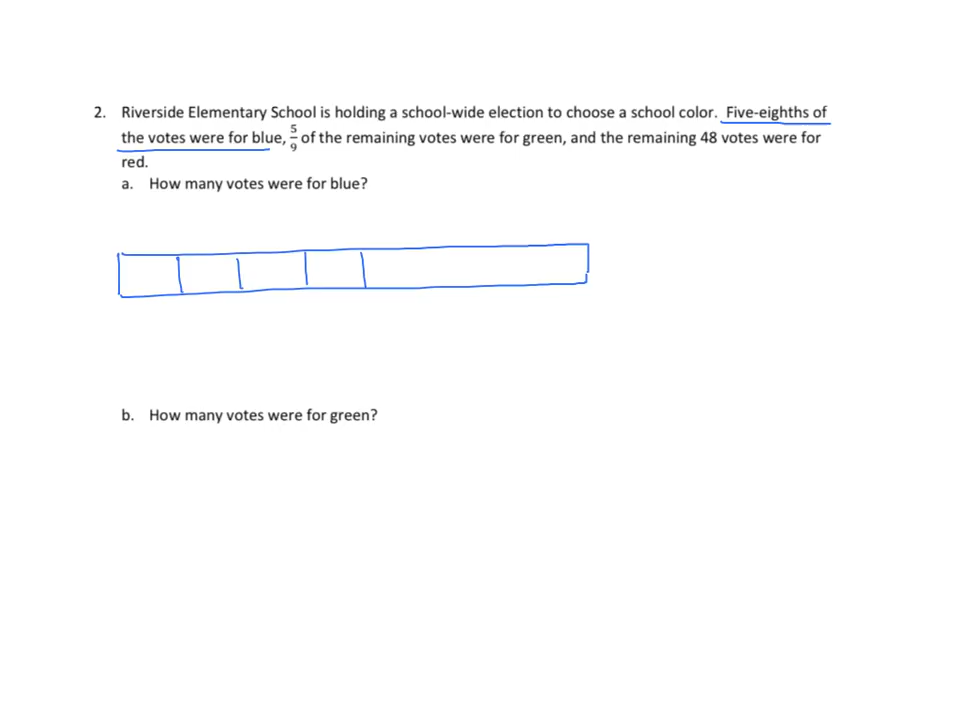 2. Riverside Elementary School is holding a school-wide election to choose a school color. Five-eighths of
the votes were for blue, 5/9 of the remaining votes were for green, and the remaining 48 votes were for
red.
a. How many votes were for blue?
b. How many votes were for green?